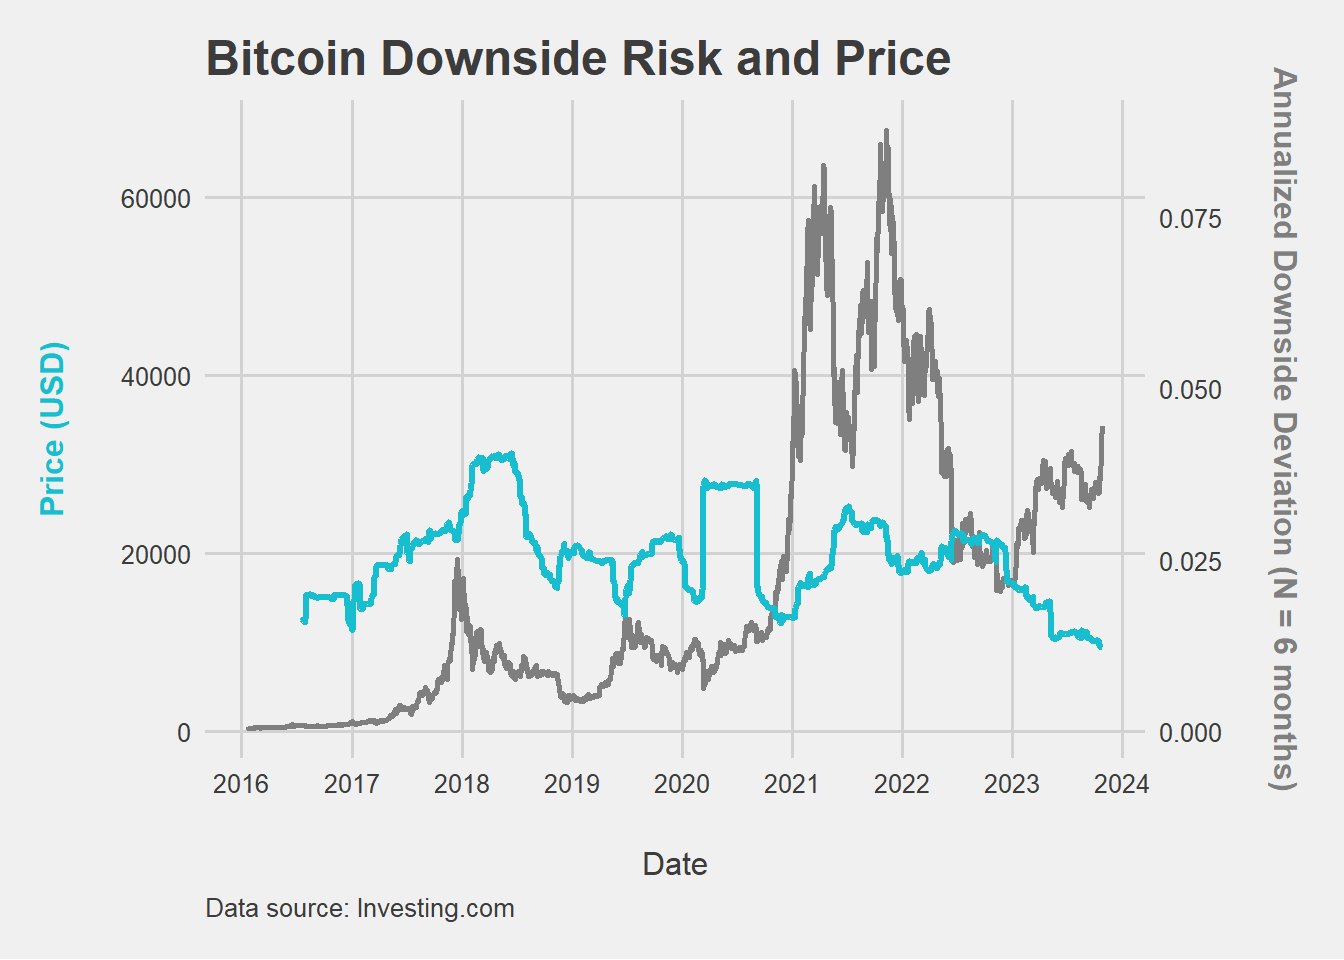 Bitcoin Downside Risk and Price
Price (USD)
60000
40000
20000
0
0.075
0.050
0.025
0.000
Annualized Downside Deviation (N = 6 months)
2016 2017 2018 2019 2020 2021 2022 2023 2024
Date
Data source: Investing.com